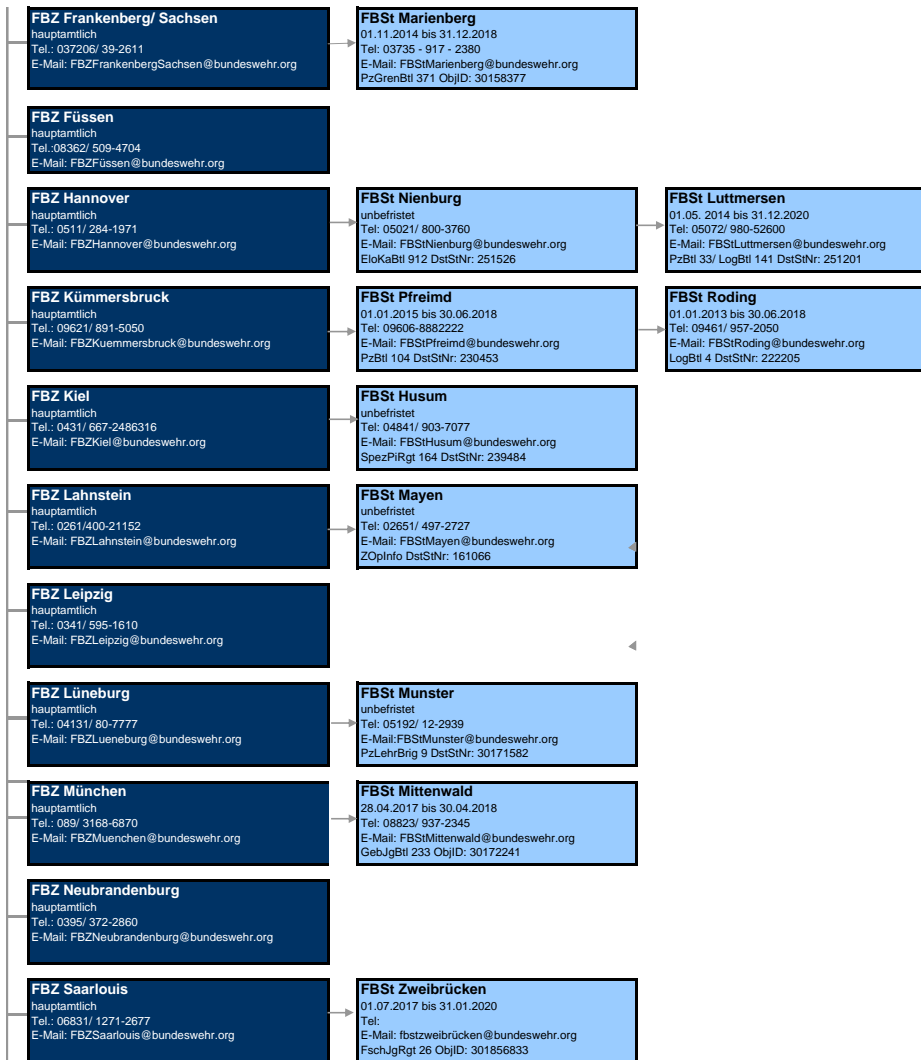 FBZ Frankenberg/ Sachsen
hauptamtlich
Tel.: 037206/ 39-2611
E-Mail: FBZFrankenbergSachsen@bundeswehr.org
FBSt Marienberg
01.11.2014 bis 31.12.2018
Tel: 03735 - 917 - 2380
E-Mail: FBStMarienberg@bundeswehr.org
PzGrenBtl 371 ObjID: 30158377
FBZ Füssen
hauptamtlich
Tel.:08362/ 509-4704
E-Mail: FBZFüssen@bundeswehr.org
FBZ Hannover
hauptamtlich
Tel.: 0511/ 284-1971
E-Mail: FBZHannover@bundeswehr.org
FBSt Nienburg
unbefristet
Tel: 05021/ 800-3760
E-Mail: FBStNienburg@bundeswehr.org
EloKaBtl 912 DstStNr: 251526
FBSt Luttmersen
01.05. 2014 bis 31.12.2020
Tel: 05072/ 980-52600
E-Mail: FBStLuttmersen@bundeswehr.org
PzBtl 33/ LogBtl 141 DstStNr: 251201
FBZ Kümmersbruck
hauptamtlich
Tel.: 09621/ 891-5050
E-Mail: FBZKuemmersbruck@bundeswehr.org
FBSt Pfreimd
01.01.2015 bis 30.06.2018
Tel: 09606-8882222
E-Mail: FBStPfreimd@bundeswehr.org
PzBtl 104 DstStNr: 230453
FBSt Roding
01.01.2013 bis 30.06.2018
Tel: 09461/ 957-2050
E-Mail: FBStRoding@bundeswehr.org
LogBtl 4 DstStNr: 222205
FBZ Kiel
hauptamtlich
Tel.: 0431/ 667-2486316
E-Mail: FBZKiel@bundeswehr.org
FBSt Husum
unbefristet
Tel: 04841/ 903-7077
E-Mail: FBStHusum@bundeswehr.org
SpezPiRgt 164 DstStNr: 239484
FBZ Lahnstein
hauptamtlich
Tel.: 0261/400-21152
E-Mail: FBZLahnstein@bundeswehr.org
FBSt Mayen
unbefristet
Tel: 02651/ 497-2727
E-Mail: FBStMayen@bundeswehr.org
ZOpInfo DstStNr: 161066
FBZ Leipzig
hauptamtlich
Tel.: 0341/ 595-1610
E-Mail: FBZLeipzig@bundeswehr.org
FBZ Lüneburg
hauptamtlich
Tel.: 04131/ 80-7777
E-Mail: FBZLueneburg@bundeswehr.org
FBSt Munster
unbefristet
Tel: 05192/ 12-2939
E-Mail:FBStMunster@bundeswehr.org
PzLehrBrig 9 DstStNr: 30171582
FBZ München
hauptamtlich
Tel.: 089/ 3168-6870
E-Mail: FBZMuenchen@bundeswehr.org
FBSt Mittenwald
28.04.2017 bis 30.04.2018
Tel: 08823/ 937-2345
E-Mail: FBStMittenwald@bundeswehr.org
GebJgBtl 233 ObjID: 30172241
FBZ Neubrandenburg
hauptamtlich
Tel.: 0395/ 372-2860
E-Mail: FBZNeubrandenburg@bundeswehr.org
FBZ Saarlouis
hauptamtlich
Tel.: 06831/ 1271-2677
E-Mail: FBZSaarlouis@bundeswehr.org
FBSt Zweibrücken
01.07.2017 bis 31.01.2020
Tel:
E-Mail: fbstzweibrücken@bundeswehr.org
FschJgRgt 26 ObjID: 301856833